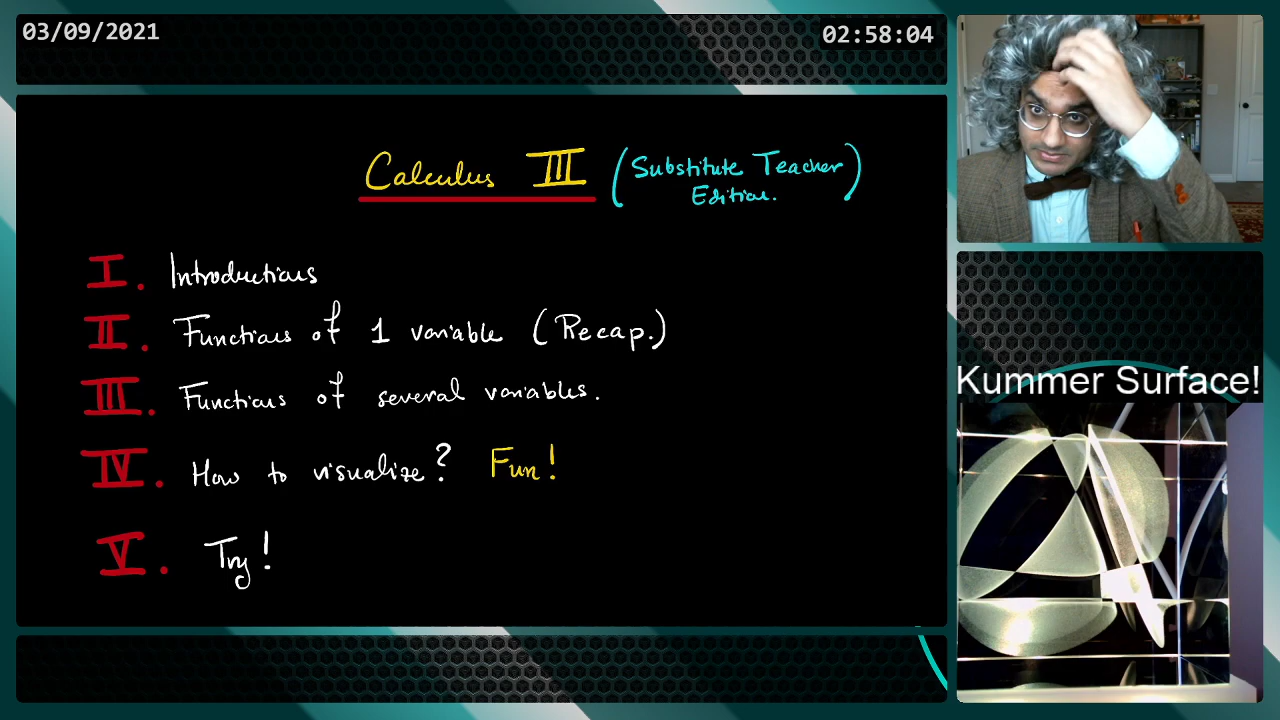 03/09/2021
02:58:04
Calculus III (Substitute Teacher
Edition.)
I. Introductions
II. Functions of 1 variable (Recap.)
III. Functions of several variables.
IV. How to visualize? Fun!
V. Try!
Kummer Surface!